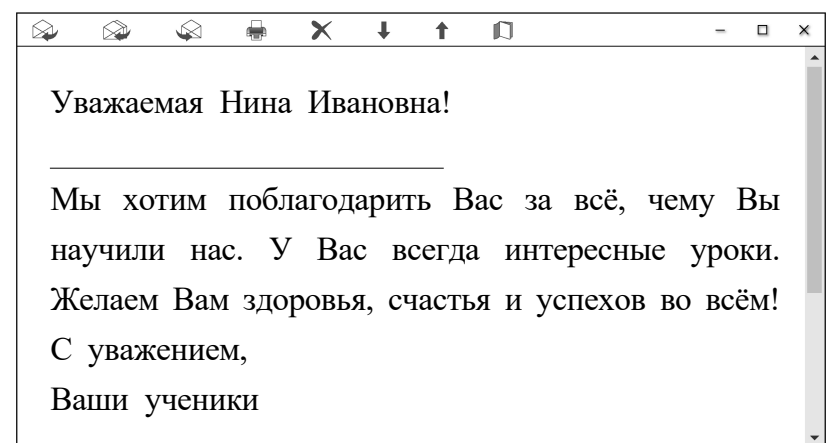 Уважаемая Нина Ивановна!
Мы хотим поблагодарить Вас за всё, чему Вы
научили нас. У Вас всегда интересные уроки.
Желаем Вам здоровья, счастья и успехов во всём!
С уважением,
Ваши ученики